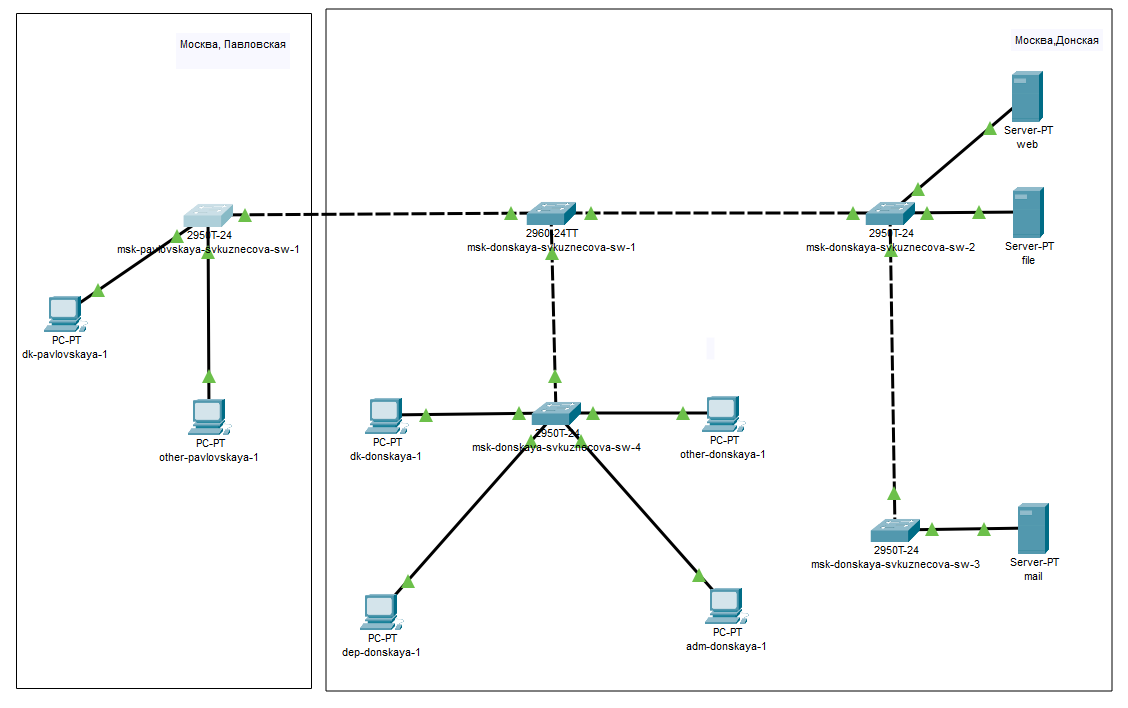 Москва, Павловская
Москва,Донская
Server-PT
web
2950T-24
msk-pavlovskaya-svkuznecova-sw-1
2960-24TT
msk-donskaya-svkuznecova-sw-1
2950T-24
msk-donskaya-svkuznecova-sw-2
Server-PT
file
PC-PT
dk-pavlovskaya-1
PC-PT
other-pavlovskaya-1
PC-PT
dk-donskaya-1
2950T-24
msk-donskaya-svkuznecova-sw-4
PC-PT
other-donskaya-1
2950T-24
msk-donskaya-svkuznecova-sw-3
Server-PT
mail
PC-PT
dep-donskaya-1
PC-PT
adm-donskaya-1